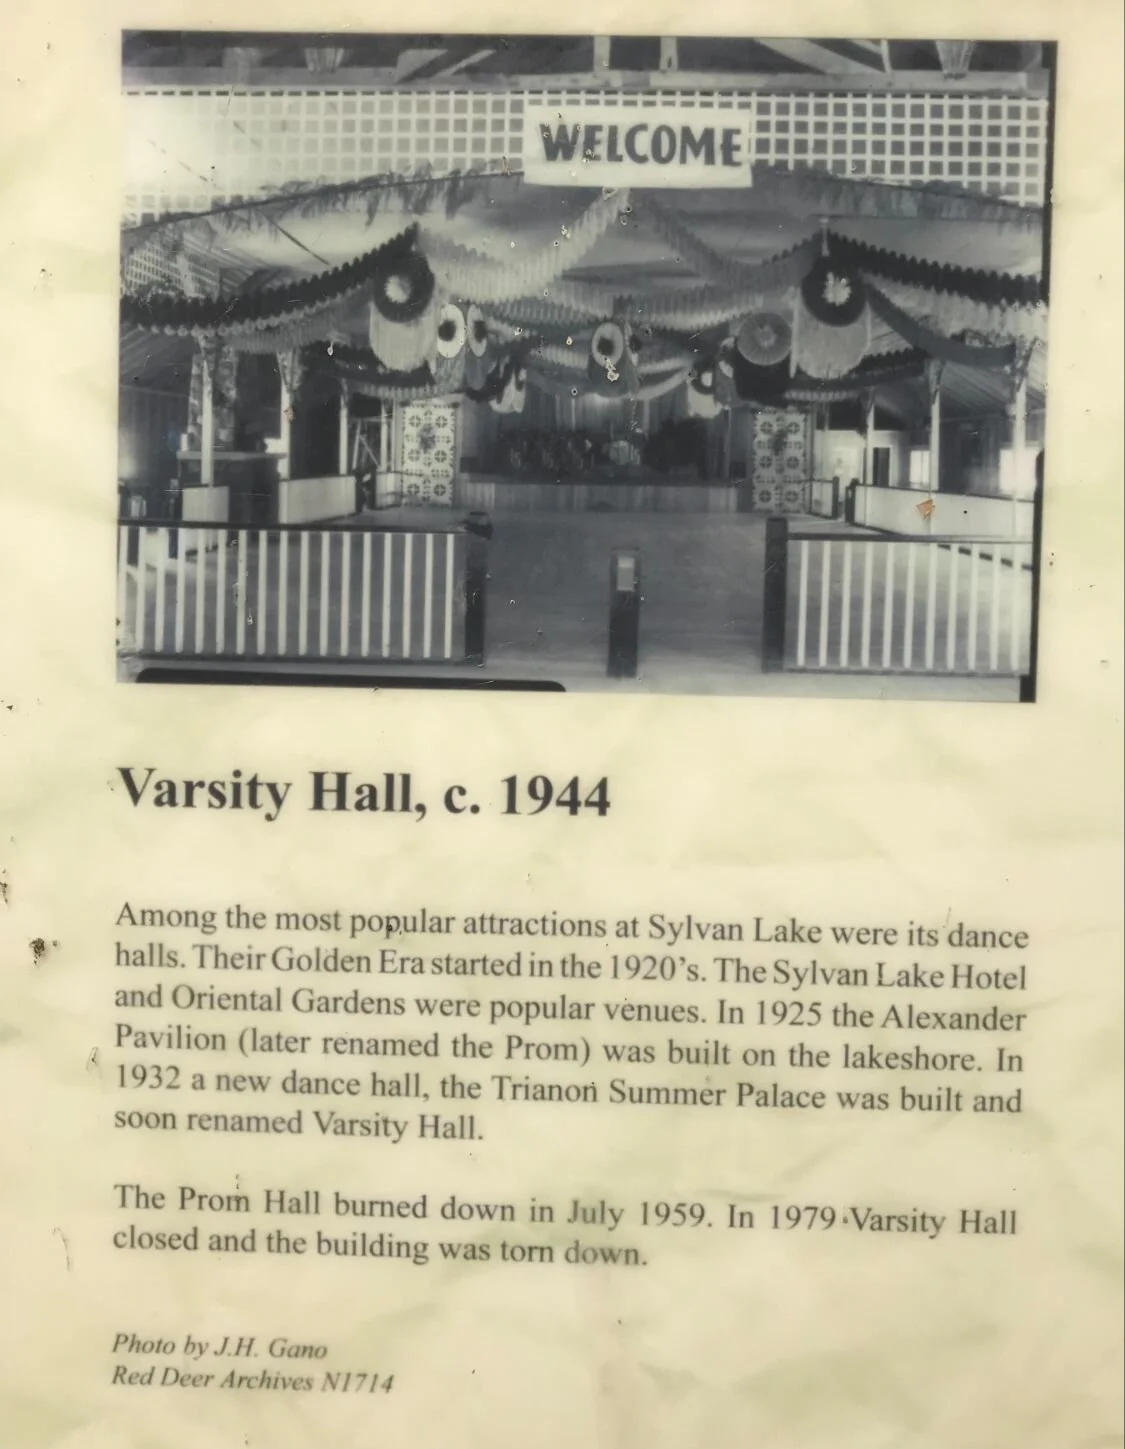 WELCOME
Varsity Hall, c. 1944
Among the most popular attractions at Sylvan Lake were its dance
halls. Their Golden Era started in the 1920's. The Sylvan Lake Hotel
and Oriental Gardens were popular venues. In 1925 the Alexander
Pavilion (later renamed the Prom) was built on the lakeshore. In
1932 a new dance hall, the Trianon Summer Palace was built and
soon renamed Varsity Hall.
The Prom Hall burned down in July 1959. In 1979 Varsity Hall
closed and the building was torn down.
Photo by J.H. Gano
Red Deer Archives N1714